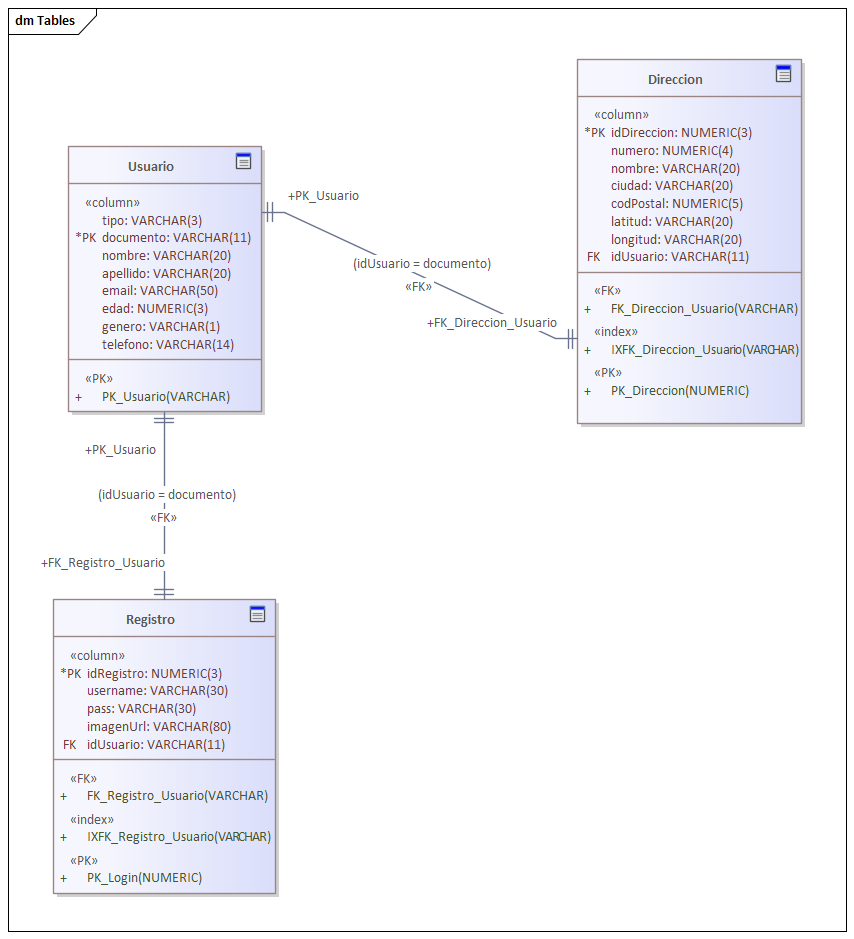 dm Tables
Usuario
«column»
tipo: VARCHAR(3)
*PK documento: VARCHAR(11)
nombre: VARCHAR(20)
apellido: VARCHAR(20)
email: VARCHAR(50)
edad: NUMERIC(3)
genero: VARCHAR(1)
telefono: VARCHAR(14)
«PK»
+ PK_Usuario(VARCHAR)
Direccion
«column»
*PK idDireccion: NUMERIC(3)
numero: NUMERIC(4)
nombre: VARCHAR(20)
ciudad: VARCHAR(20)
codPostal: NUMERIC(5)
latitud: VARCHAR(20)
longitud: VARCHAR(20)
FK idUsuario: VARCHAR(11)
«FK»
+ FK_Direccion_Usuario(VARCHAR)
«index»
+ IXFK_Direccion_Usuario(VARCHAR)
«PK»
+ PK_Direccion(NUMERIC)
+PK_Usuario
(idUsuario = documento)
«FK»
+FK_Direccion_Usuario
+PK_Usuario
(idUsuario = documento)
«FK»
+FK_Registro_Usuario
Registro
«column»
*PK idRegistro: NUMERIC(3)
username: VARCHAR(30)
pass: VARCHAR(30)
imagenUrl: VARCHAR(80)
FK idUsuario: VARCHAR(11)
«FK»
+ FK_Registro_Usuario(VARCHAR)
«index»
+ IXFK_Registro_Usuario(VARCHAR)
«PK»
+ PK_Login(NUMERIC)